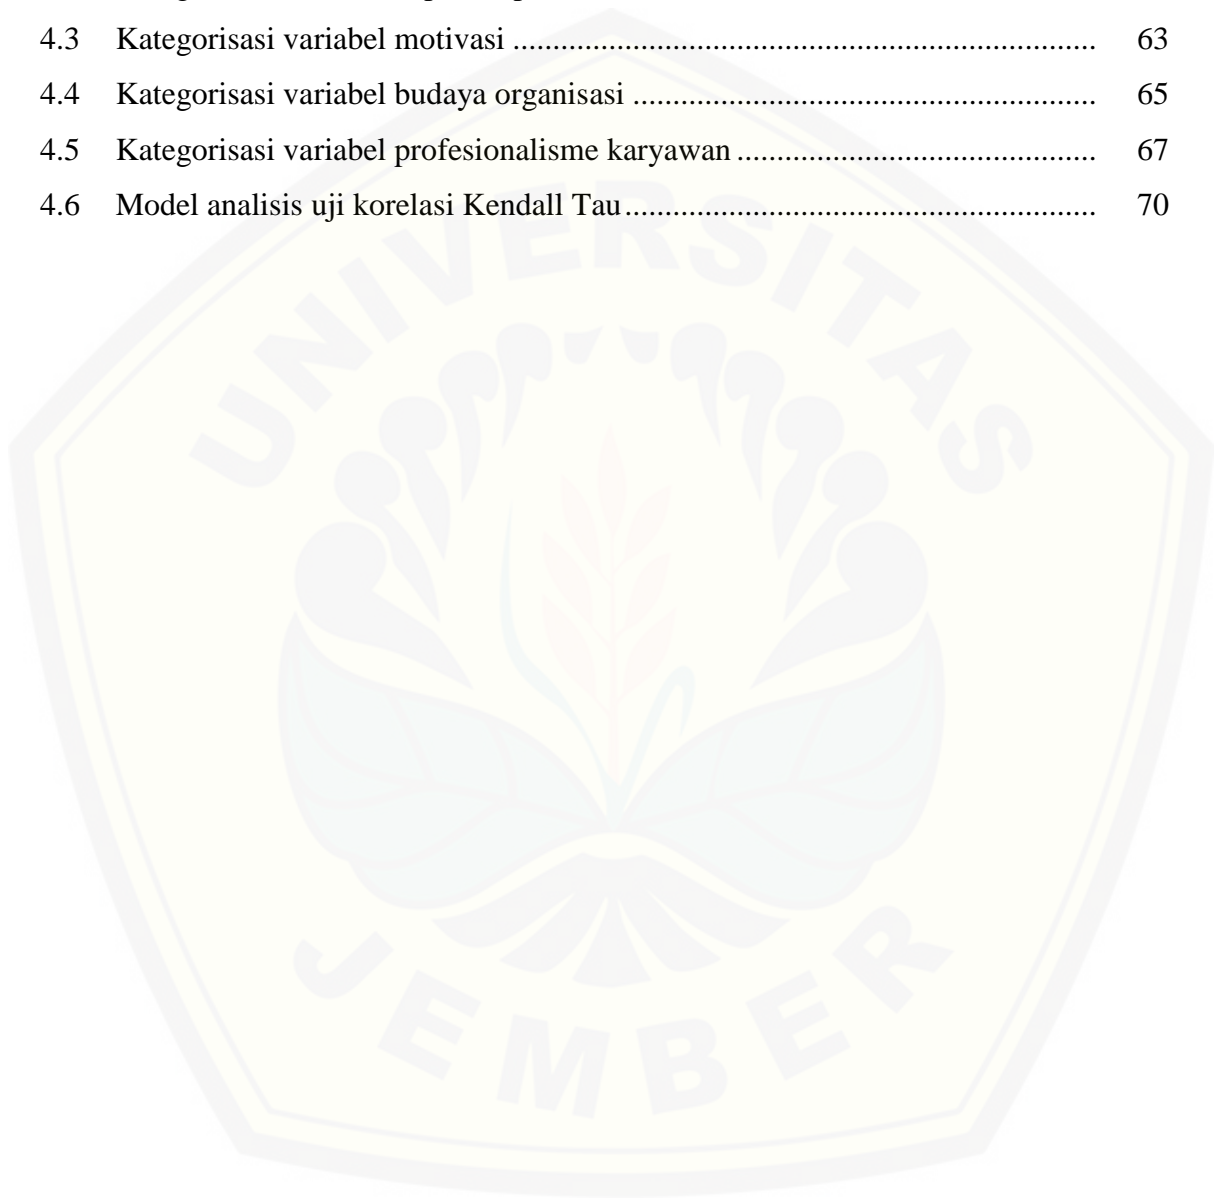 4.3 Kategorisasi variabel motivasi ........................................................................ 63
4.4 Kategorisasi variabel budaya organisasi ......................................................... 65
4.5 Kategorisasi variabel profesionalisme karyawan ............................................ 67
4.6 Model analisis uji korelasi Kendall Tau .......................................................... 70
UNIVERSITAS
JEMBER